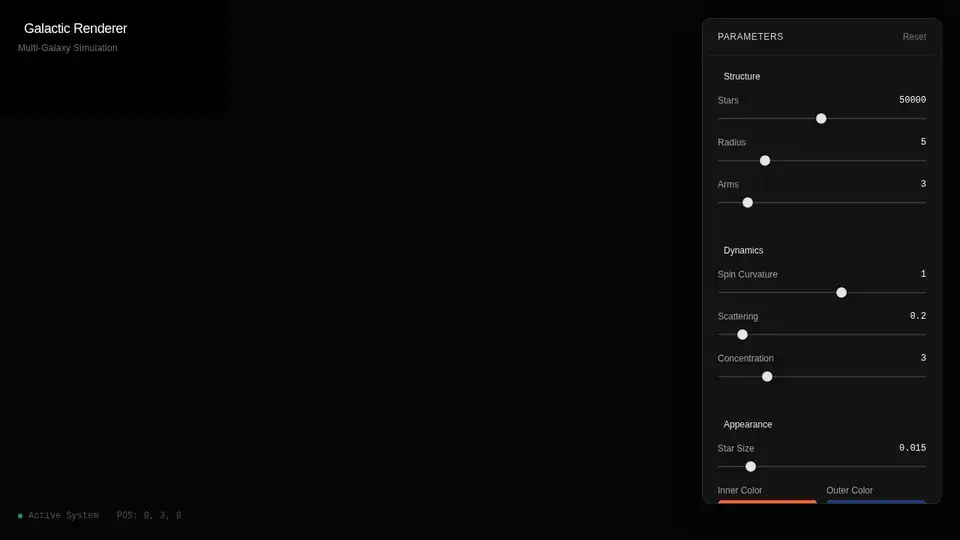 Galactic Renderer
Multi-Galaxy Simulation
PARAMETERS Reset
Structure
Stars 50000
Radius 5
Arms 3
Dynamics
Spin Curvature 1
Scattering 0.2
Concentration 3
Appearance
Star Size 0.015
Inner Color Outer Color
Active System POS: 0, 3, 8